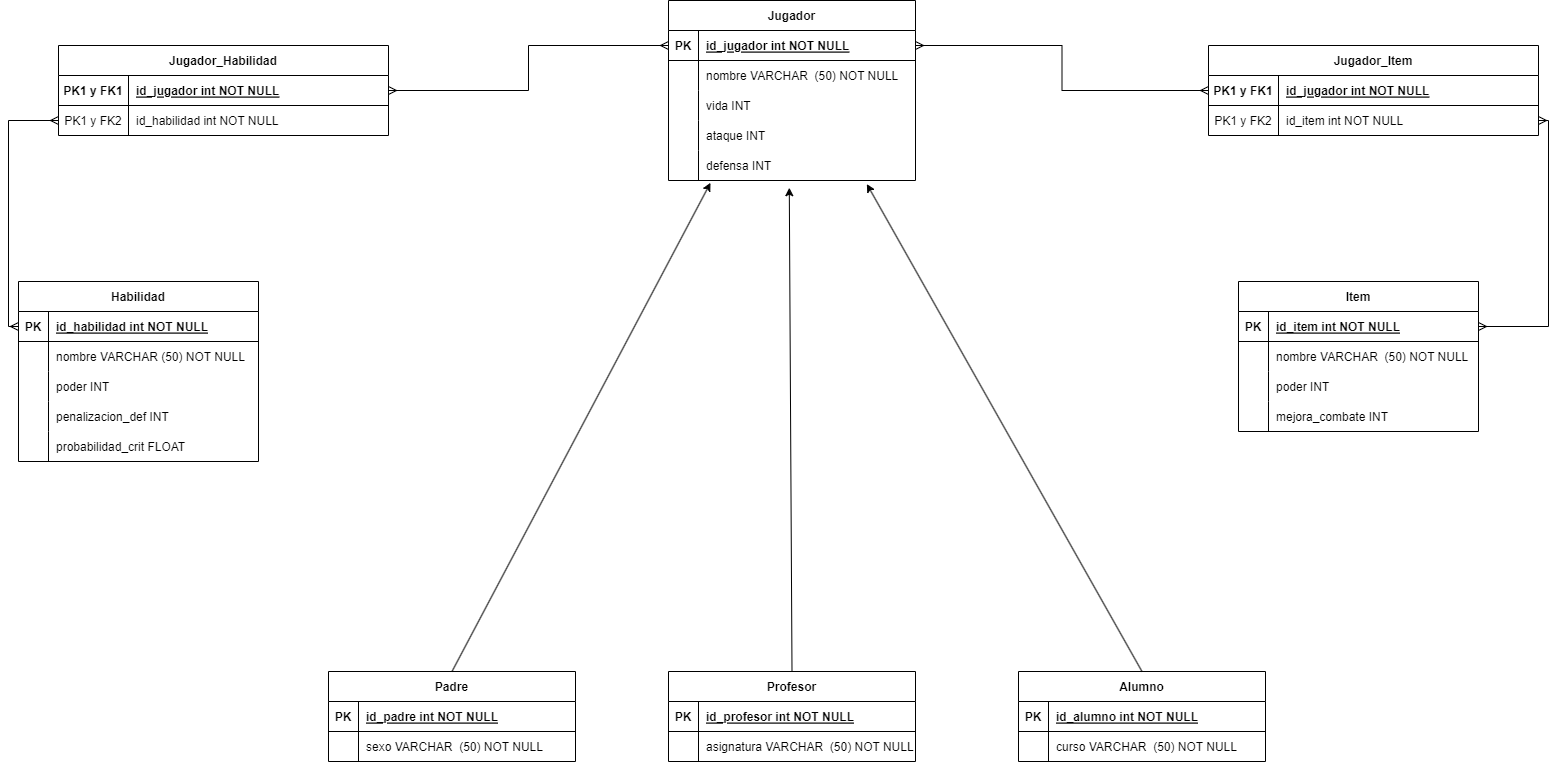 Jugador
PK id_jugador int NOT NULL
nombre VARCHAR (50) NOT NULL
vida INT
ataque INT
defensa INT
Jugador_Habilidad
PK1 y FK1 id_jugador int NOT NULL
PK1 y FK2 id_habilidad int NOT NULL
Jugador_Item
PK1 y FK1 id_jugador int NOT NULL
PK1 y FK2 id_item int NOT NULL
Habilidad
PK id_habilidad int NOT NULL
nombre VARCHAR (50) NOT NULL
poder INT
penalizacion_def INT
probabilidad_crit FLOAT
Item
PK id_item int NOT NULL
nombre VARCHAR (50) NOT NULL
poder INT
mejora_combate INT
Padre
PK id_padre int NOT NULL
sexo VARCHAR (50) NOT NULL
Profesor
PK id_profesor int NOT NULL
asignatura VARCHAR (50) NOT NULL
Alumno
PK id_alumno int NOT NULL
curso VARCHAR (50) NOT NULL